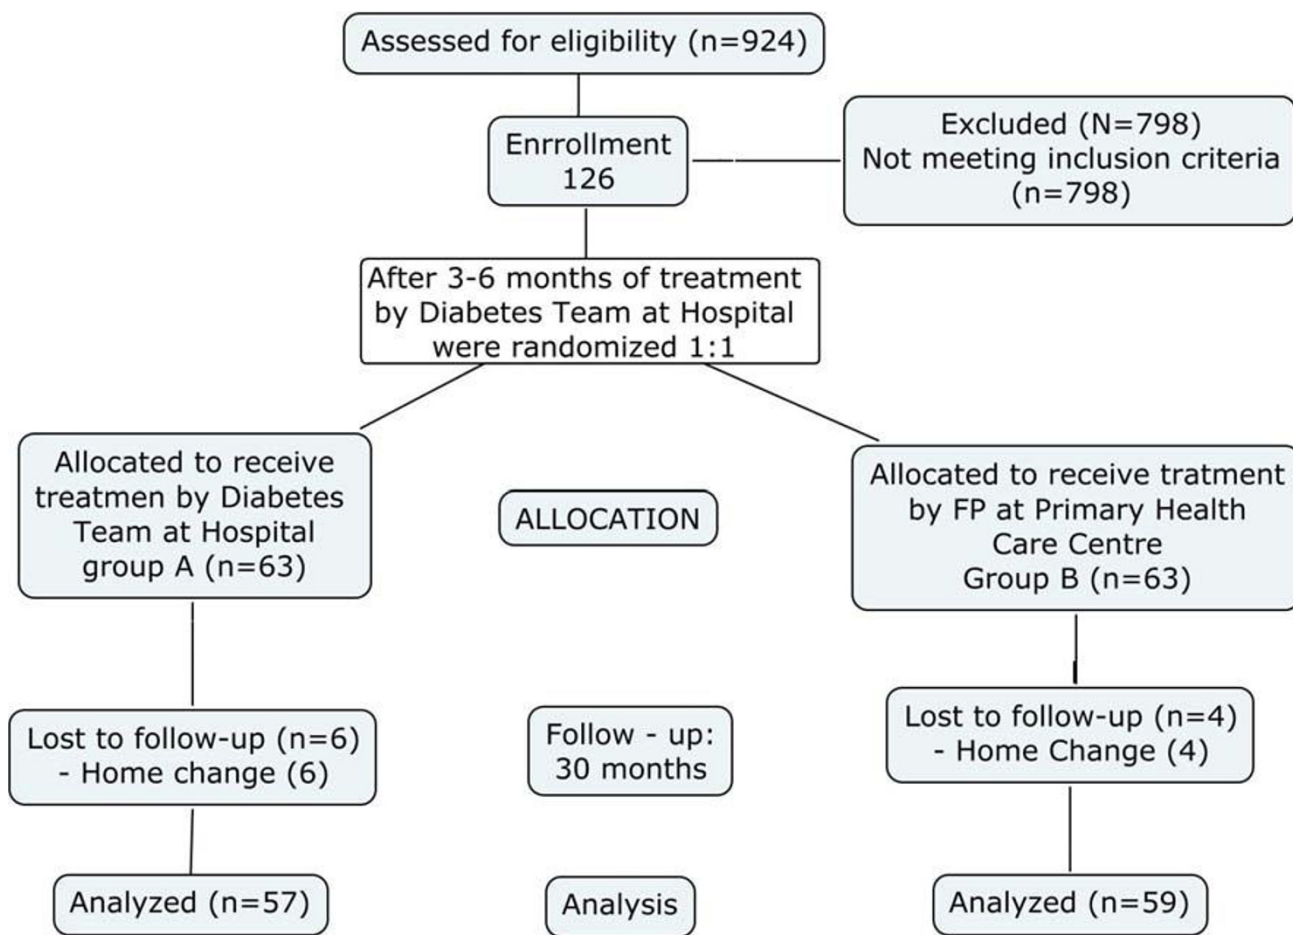 Assessed for eligibility (n=924)
Enrrollment
126
Excluded (N=798)
Not meeting inclusion criteria
(n=798)
After 3-6 months of treatment
by Diabetes Team at Hospital
were randomized 1:1
Allocated to receive
treatmen by Diabetes
Team at Hospital
group A (n=63)
ALLOCATION
Allocated to receive tratment
by FP at Primary Health
Care Centre
Group B (n=63)
Lost to follow-up (n=6)
- Home change (6)
Follow - up:
30 months
Lost to follow-up (n=4)
- Home Change (4)
Analyzed (n=57)
Analysis
Analyzed (n=59)